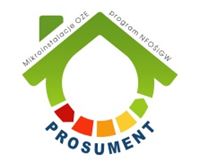 Mikroinstalacje OZE
program NFOŚiGW
PROSUMENT